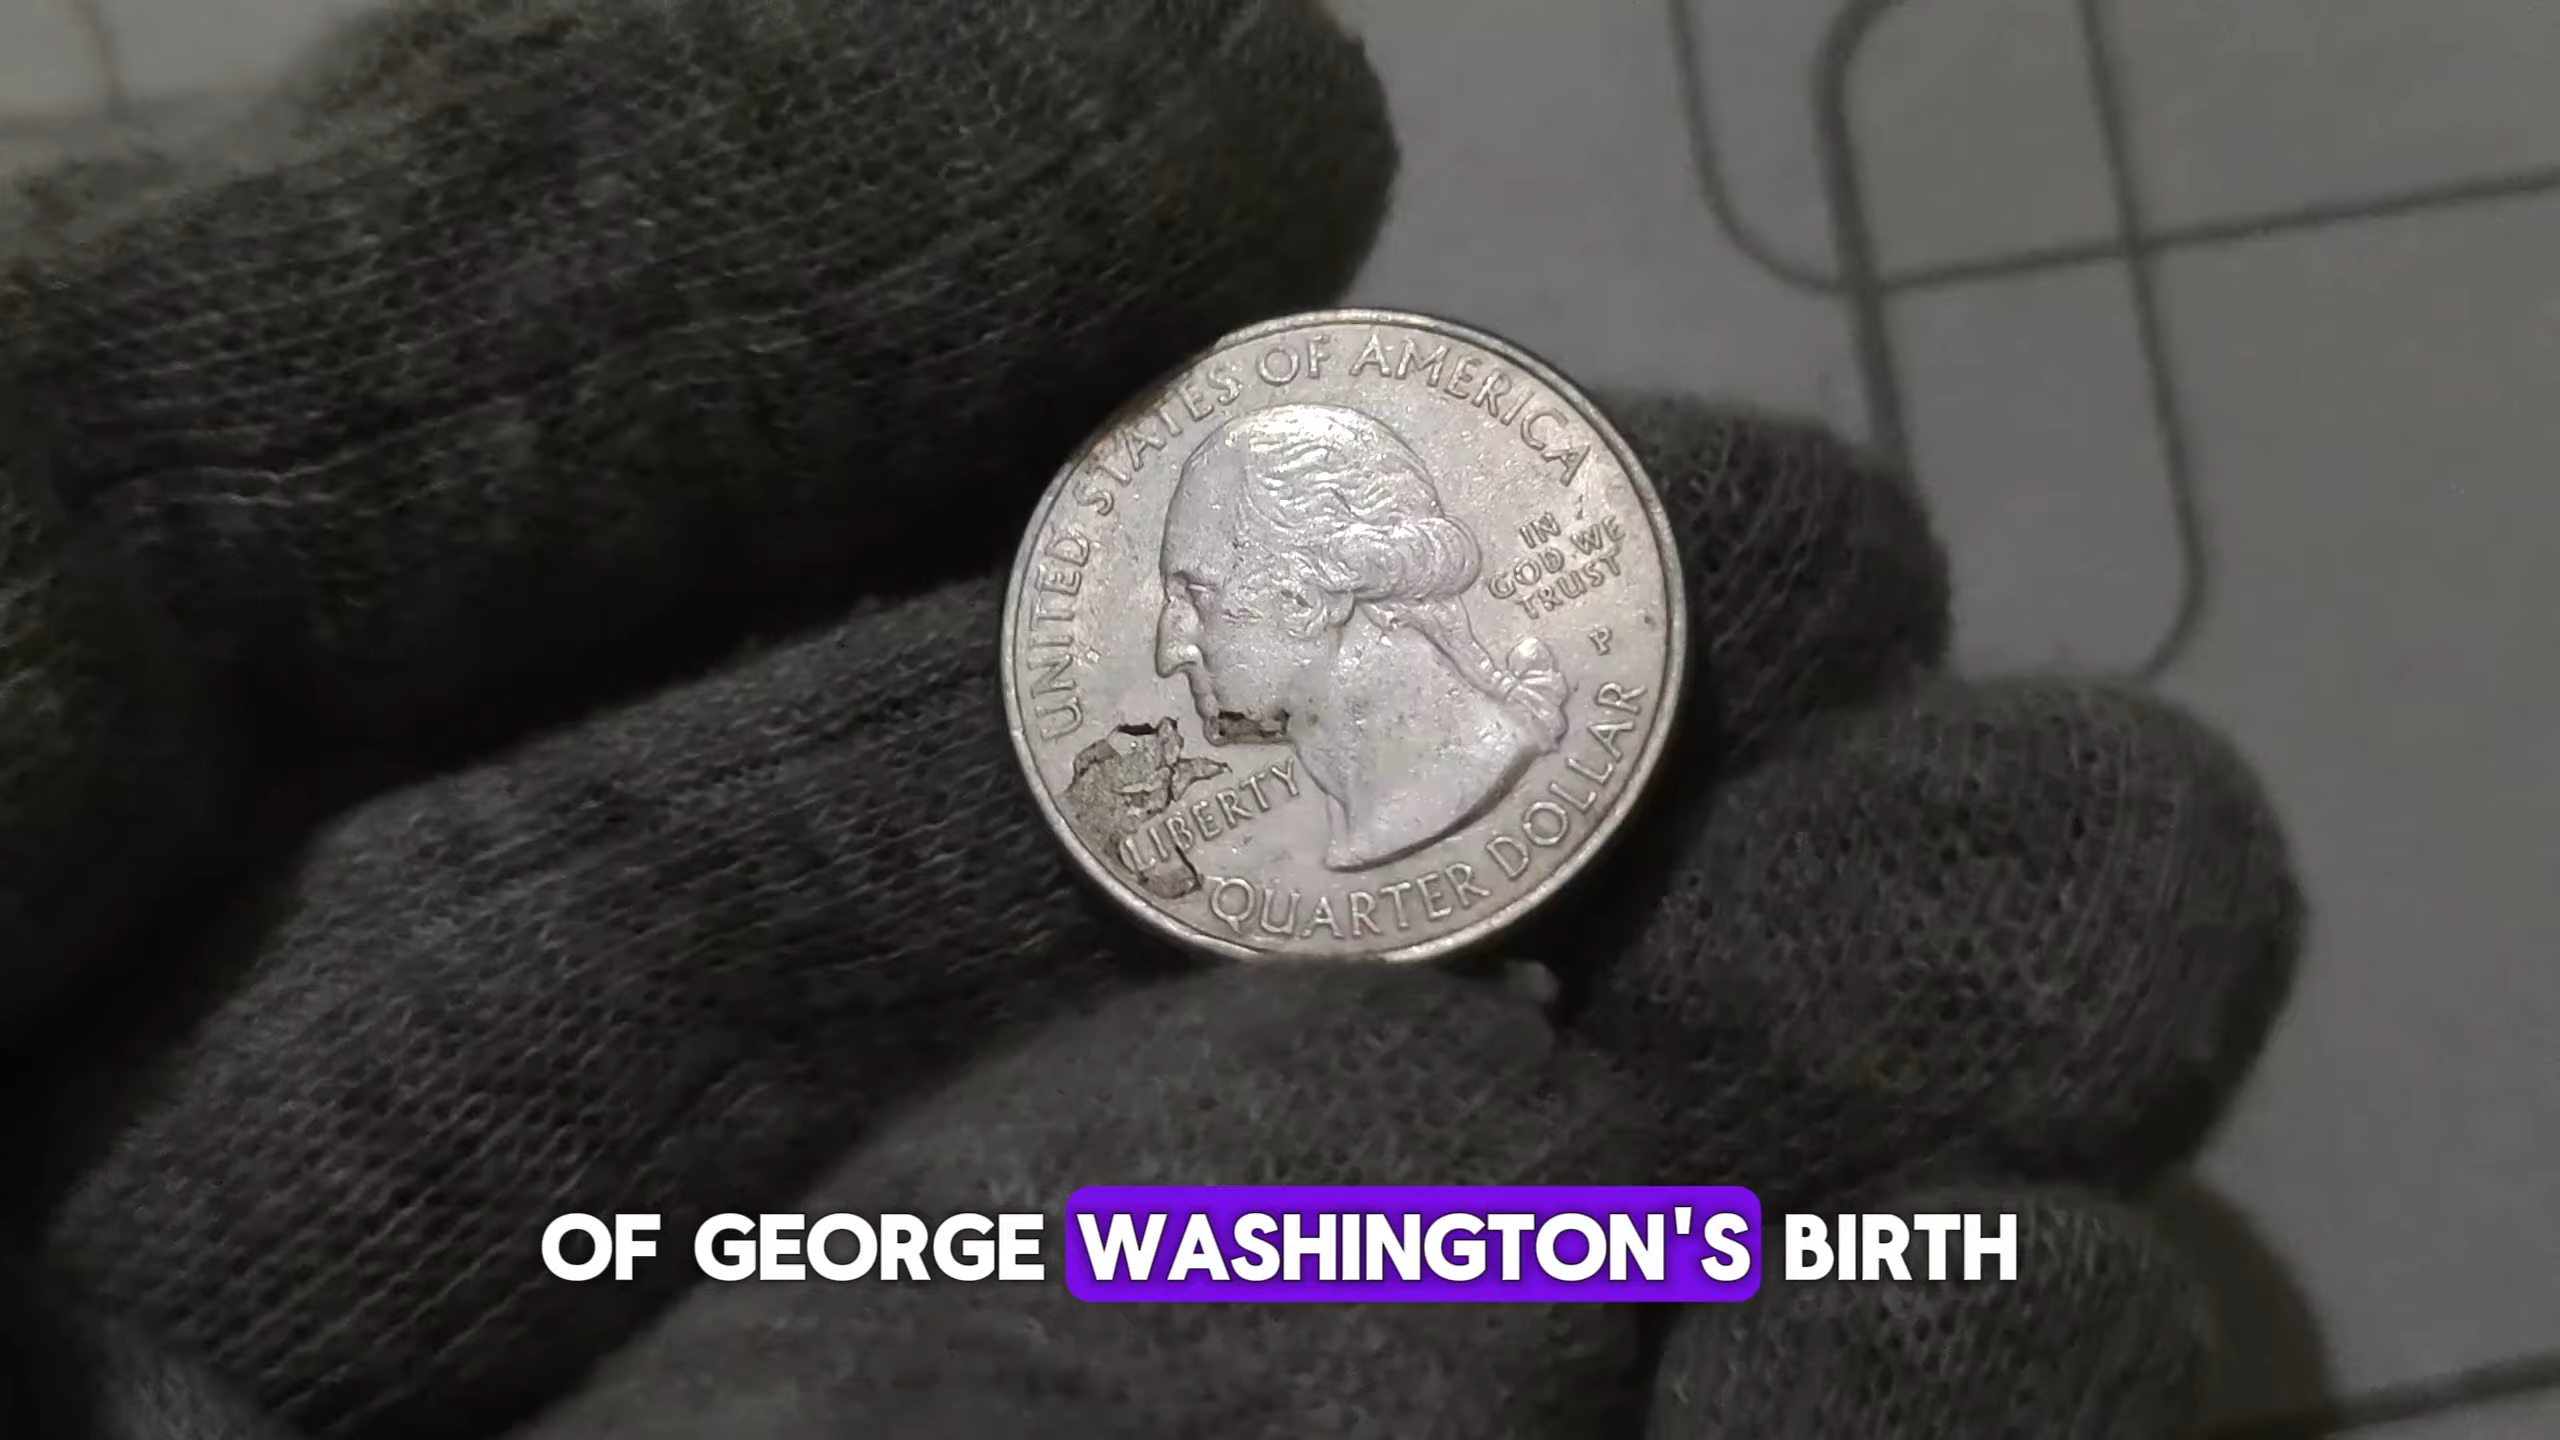 UNITED STATES OF AMERICA
IN
GOD WE
TRUST
P
LIBERTY
QUARTER DOLLAR
OF GEORGE WASHINGTON'S BIRTH